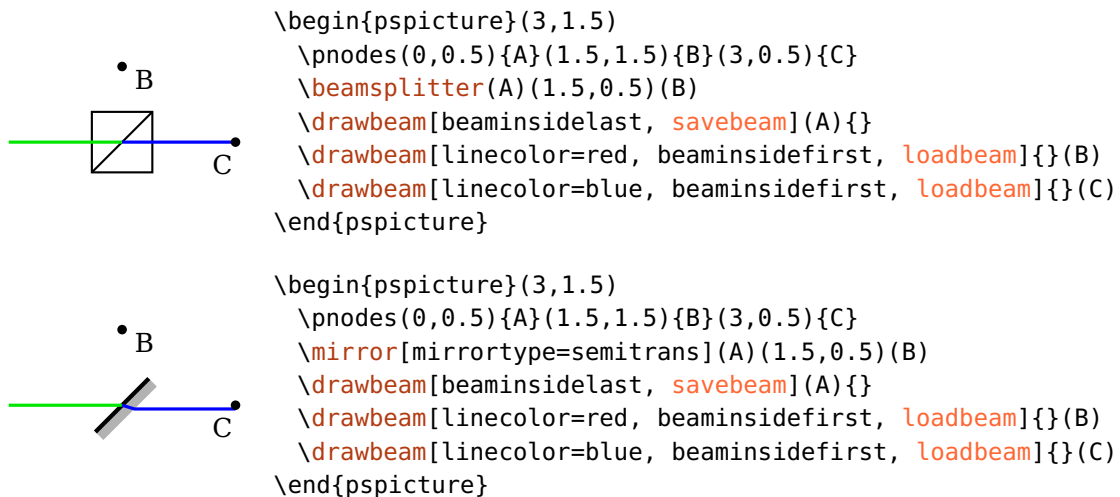 \begin{pspicture}(3,1.5)
\pnodes(0,0.5){A}(1.5,1.5){B}(3,0.5){C}
\beamsplitter(A)(1.5,0.5)(B)
\drawbeam[beaminsidelast, savebeam](A){}
\drawbeam[linecolor=red, beaminsidefirst, loadbeam]{}(B)
\drawbeam[linecolor=blue, beaminsidefirst, loadbeam]{}(C)
\end{pspicture}
B
C
\begin{pspicture}(3,1.5)
\pnodes(0,0.5){A}(1.5,1.5){B}(3,0.5){C}
\mirror[mirrortype=semitrans](A)(1.5,0.5)(B)
\drawbeam[beaminsidelast, savebeam](A){}
\drawbeam[linecolor=red, beaminsidefirst, loadbeam]{}(B)
\drawbeam[linecolor=blue, beaminsidefirst, loadbeam]{}(C)
\end{pspicture}
B
C